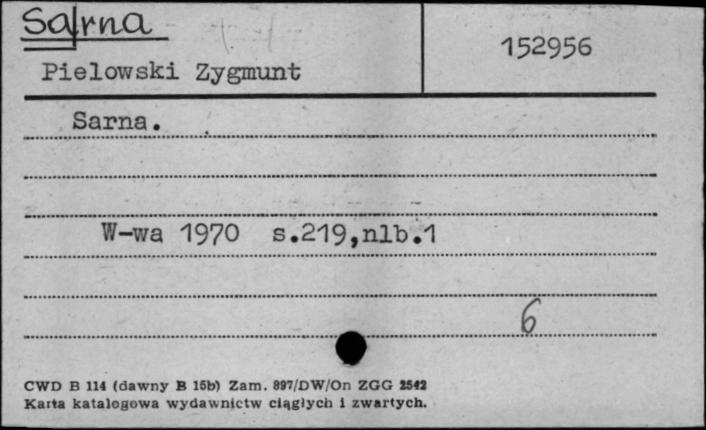 Sarna
152956
Pielowski Zygmunt
Sarna.
W-wa 1970 s.219,nlb.1
6
CWD B 114 (dawny B 15b) Zam. 897/DW/On ZGG 2542
Karta katalogowa wydawnictw ciągłych i zwartych.